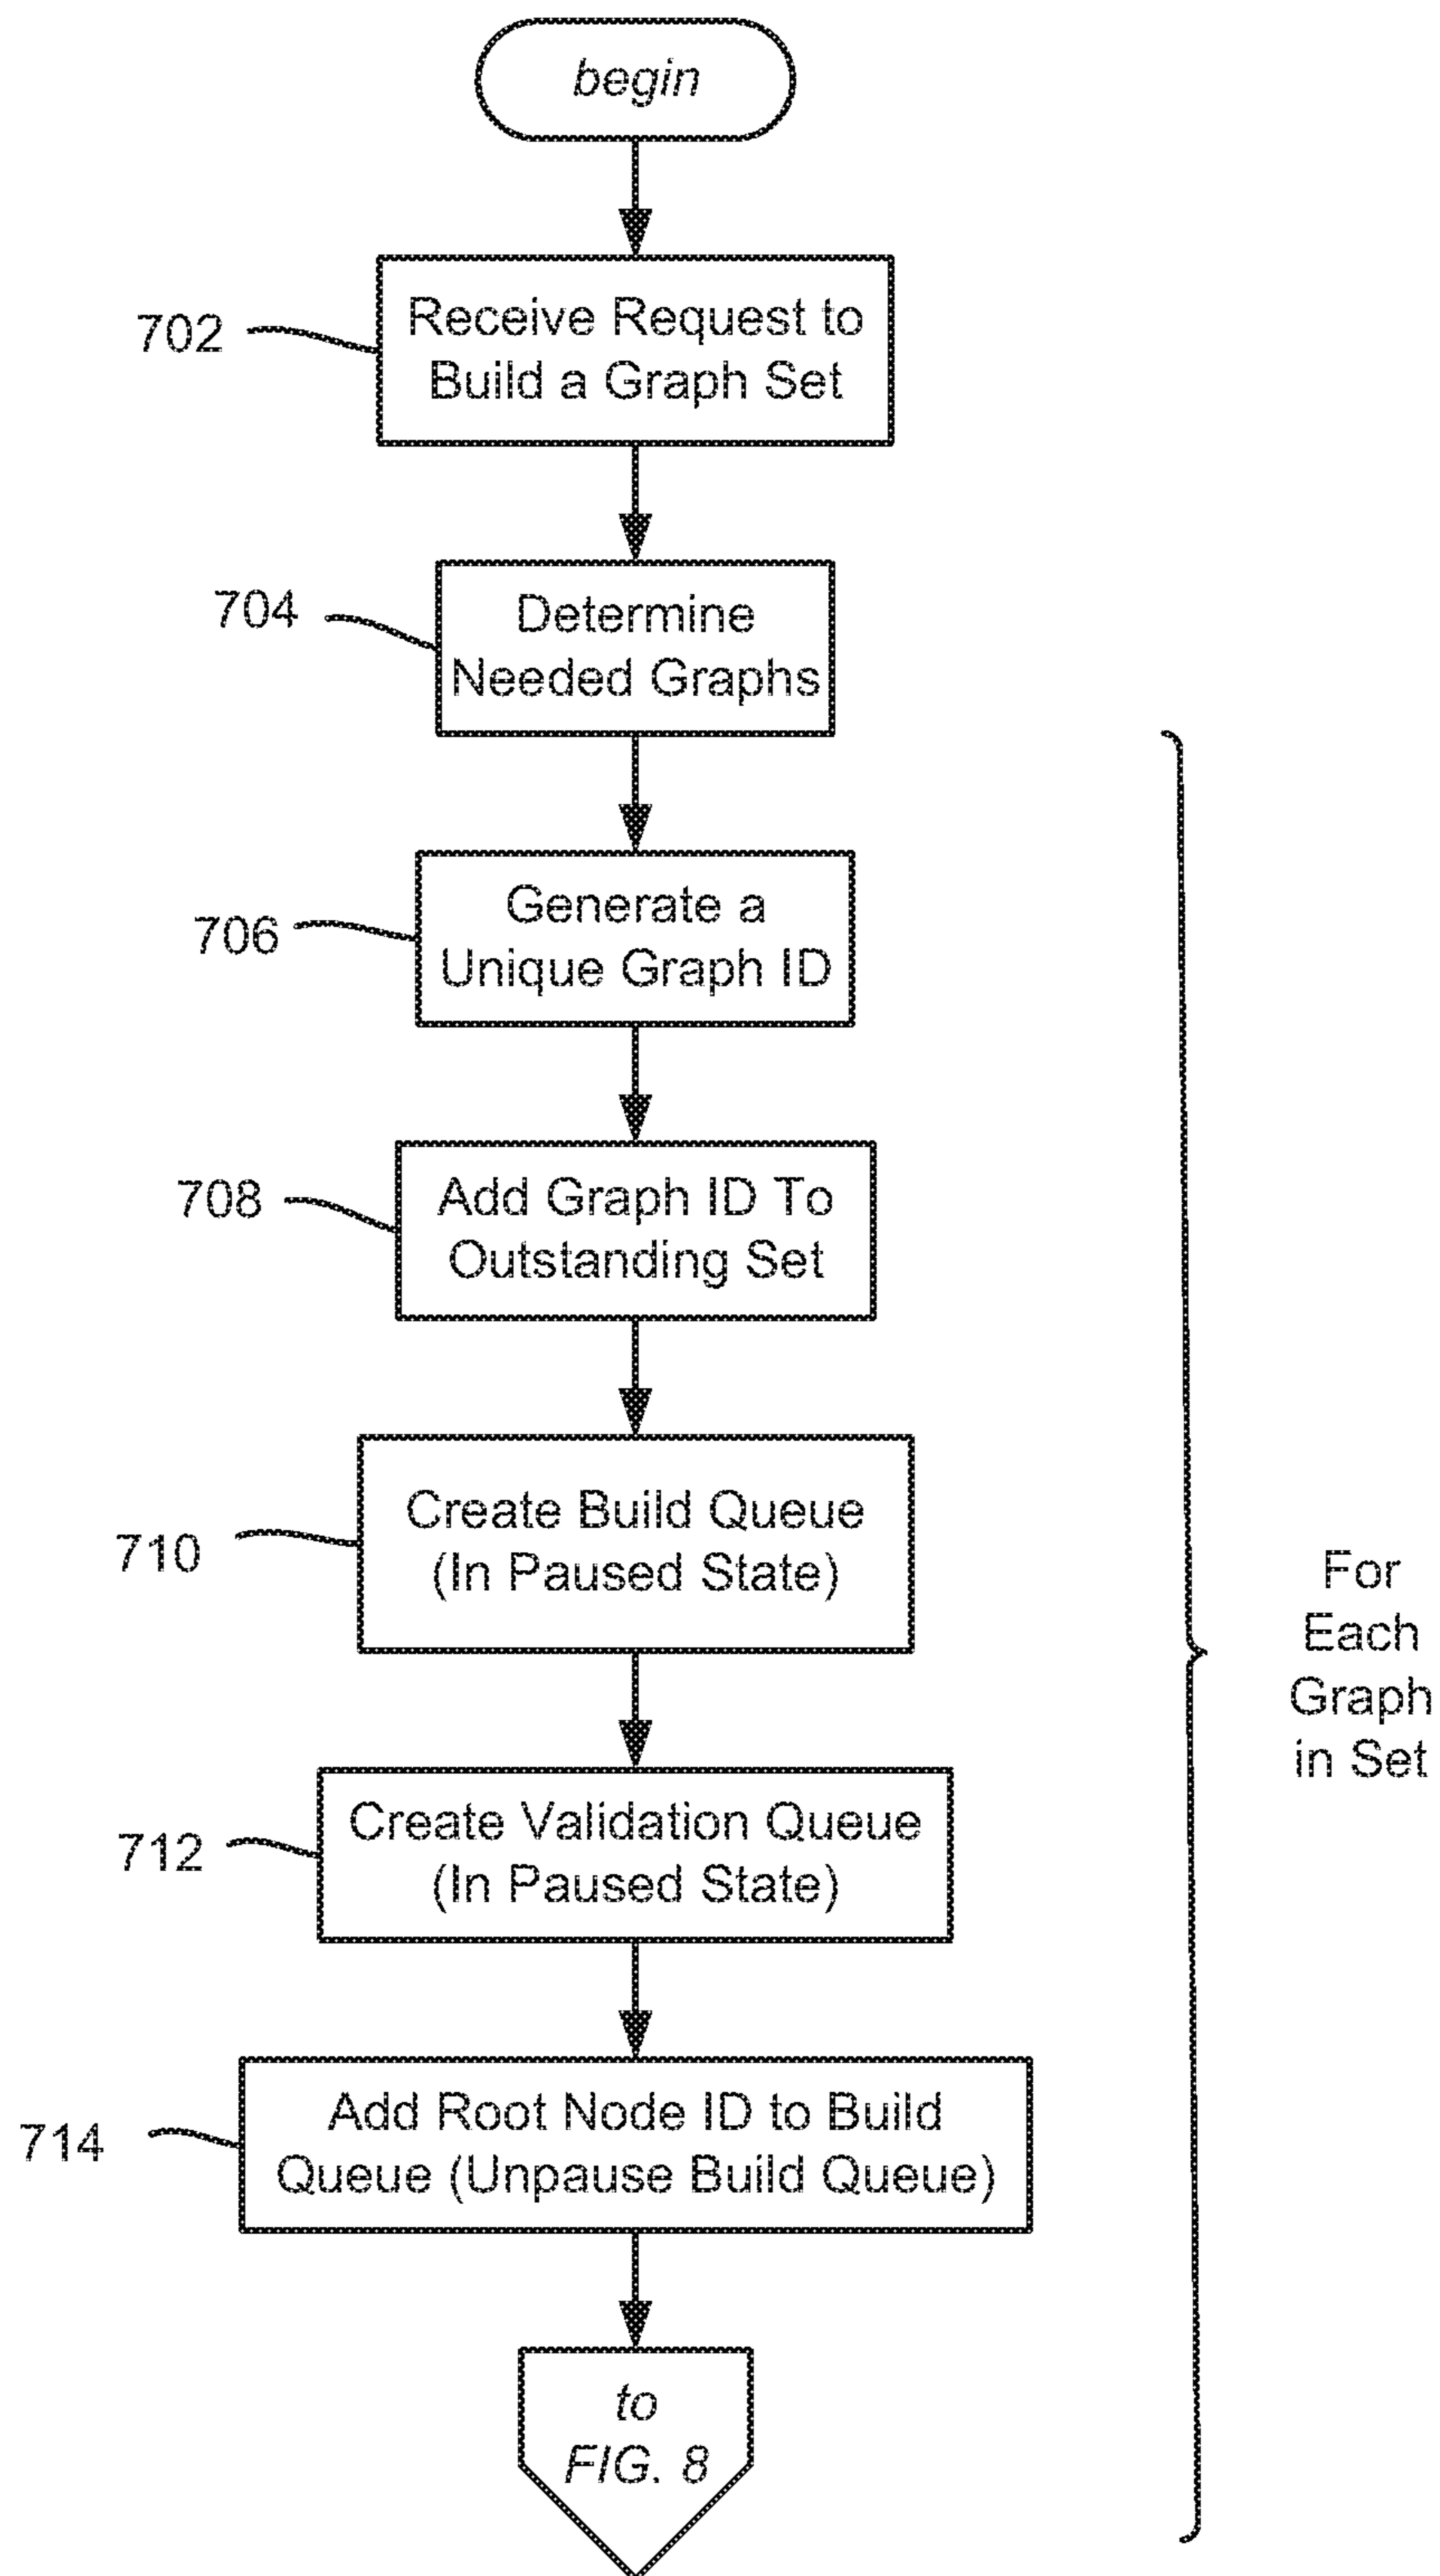 begin
702
Receive Request to
Build a Graph Set
704
Determine
Needed Graphs
706
Generate a
Unique Graph ID
708
Add Graph ID To
Outstanding Set
710
Create Build Queue
(In Paused State)
For
Each
Graph
in Set
712
Create Validation Queue
(In Paused State)
714
Add Root Node ID to Build
Queue (Unpause Build Queue)
to
FIG. 8